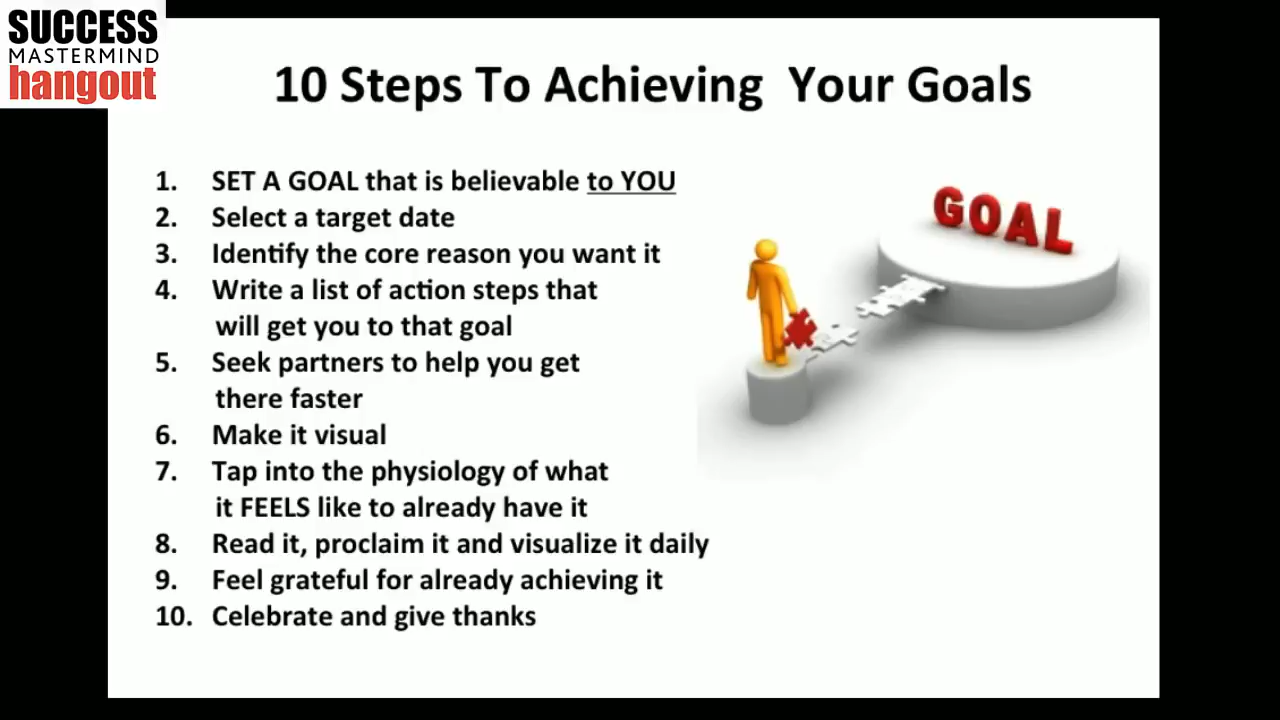 SUCCESS
MASTERMIND
hangout
10 Steps To Achieving Your Goals
1. SET A GOAL that is believable to YOU
2. Select a target date
3. Identify the core reason you want it
4. Write a list of action steps that
will get you to that goal
5. Seek partners to help you get
there faster
6. Make it visual
7. Tap into the physiology of what
it FEELS like to already have it
8. Read it, proclaim it and visualize it daily
9. Feel grateful for already achieving it
10. Celebrate and give thanks
GOAL